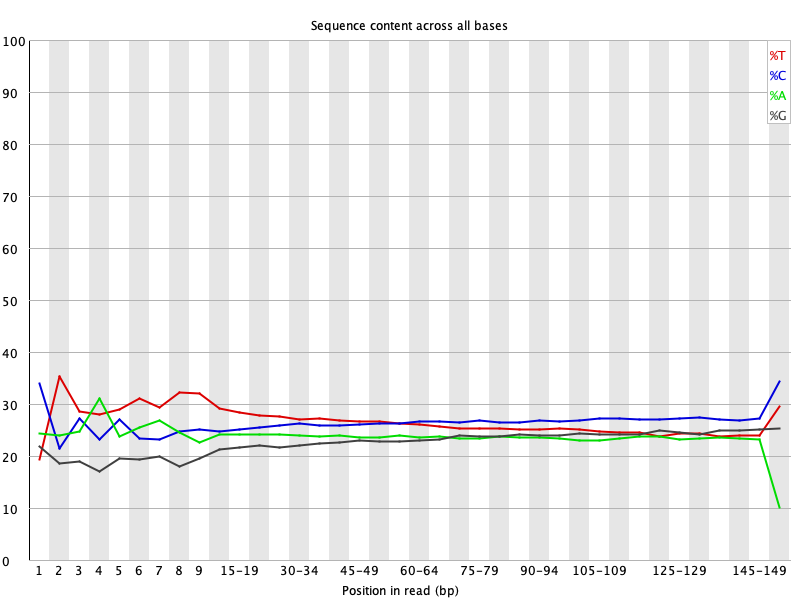 Sequence content across all bases
100
90
80
70
60
50
40
30
20
10
0
%T
%C
%A
%G
1 2 3 4 5 6 7 8 9 15-19 30-34 45-49 60-64 75-79 90-94 105-109 125-129 145-149
Position in read (bp)